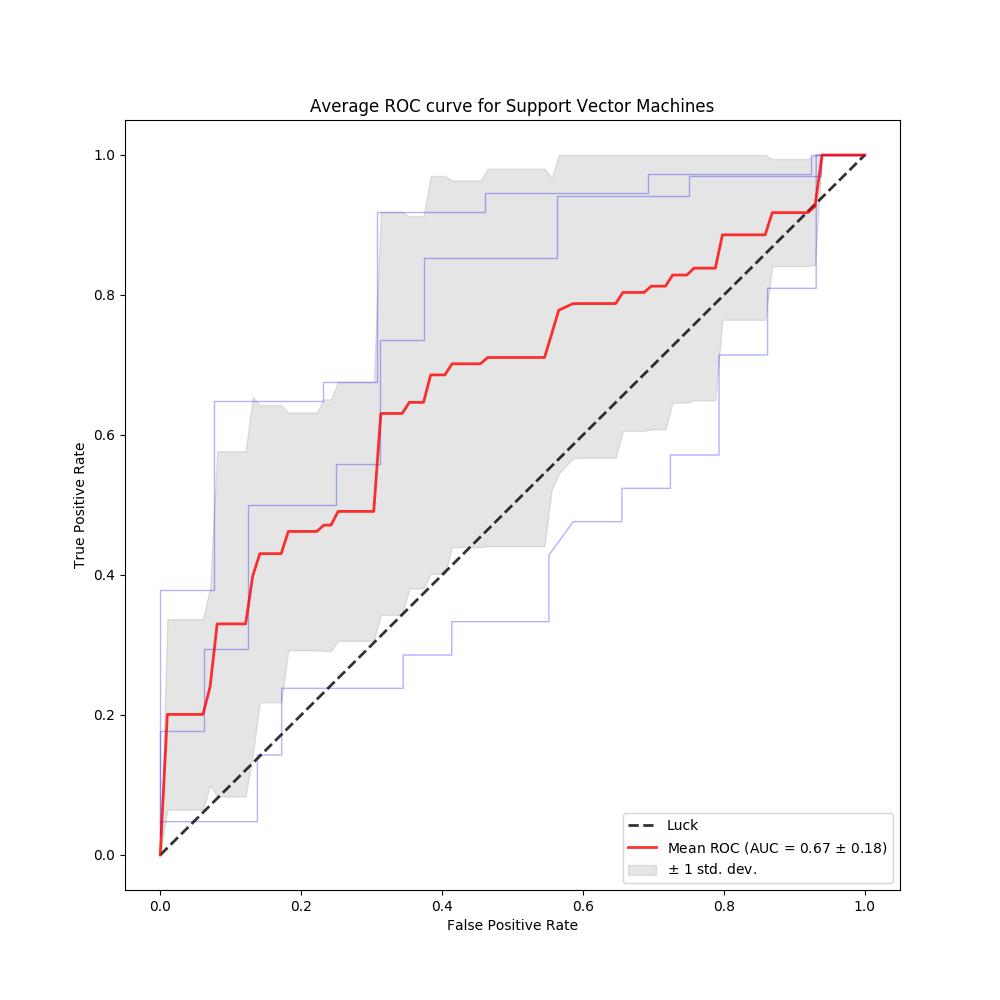 Average ROC curve for Support Vector Machines
True Positive Rate
1.0
0.8
0.6
0.4
0.2
0.0
0.0 0.2 0.4 0.6 0.8 1.0
False Positive Rate
Luck
Mean ROC (AUC = 0.67 ± 0.18)
± 1 std. dev.